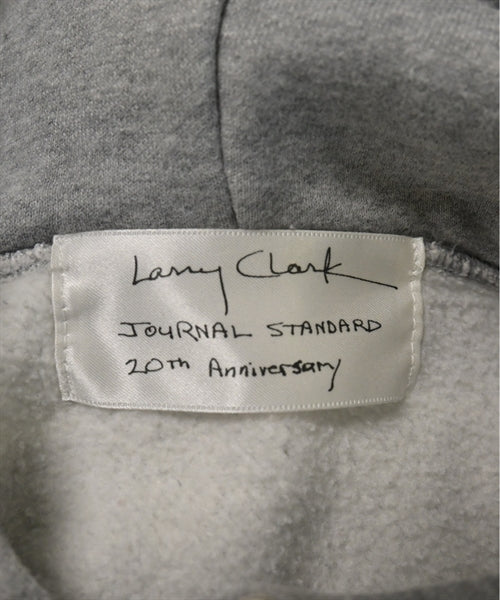 Larry Clark
JOURNAL STANDARD
20th Anniversary